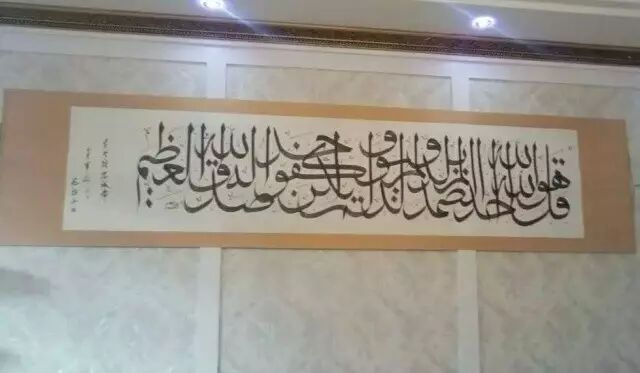 قل هو الله احد الله الصمد لم يلد ولم يولد ولم يكن له كفوا احد صدق الله العظيم